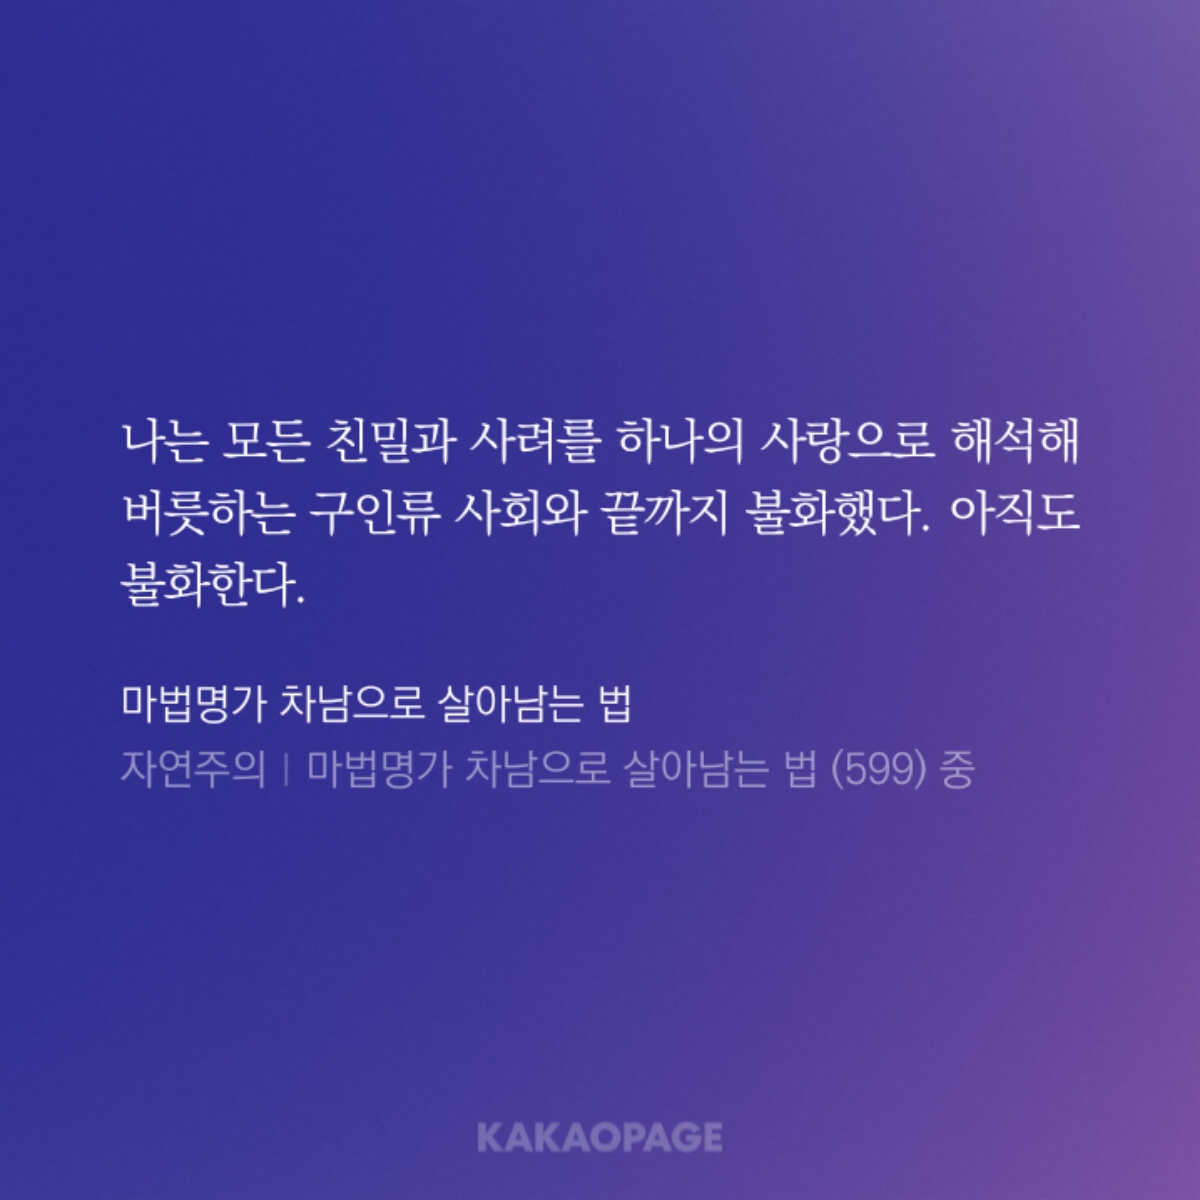 나는 모든 친밀과 사려를 하나의 사랑으로 해석해
버릇하는 구인류 사회와 끝까지 불화했다. 아직도
불화한다.
마법명가 차남으로 살아남는 법
자연주의 | 마법명가 차남으로 살아남는 법 (599) 중
KAKAOPAGE